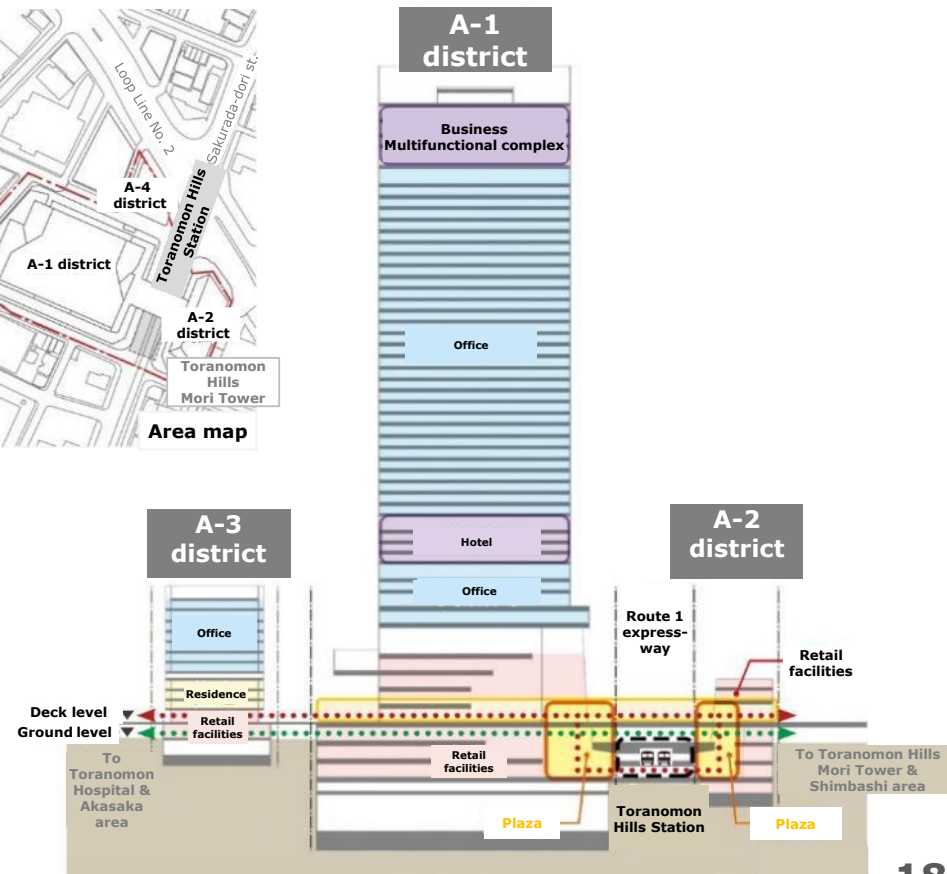 A-1
district
Loop Line No. 2
Sakurada-dori st.
A-4
district
Toranomon Hills
Station
A-1 district
A-2
district
Toranomon
Hills
Mori Tower
Area map
Business
Multifunctional complex
Office
Hotel
Office
A-3
district
A-2
district
Office
Residence
Retail
facilities
Route 1
express-
way
Retail
facilities
Deck level
Ground level
To
Toranomon
Hospital &
Akasaka
area
Retail
facilities
Plaza
Toranomon
Hills Station
Plaza
To Toranomon Hills
Mori Tower &
Shimbashi area
18